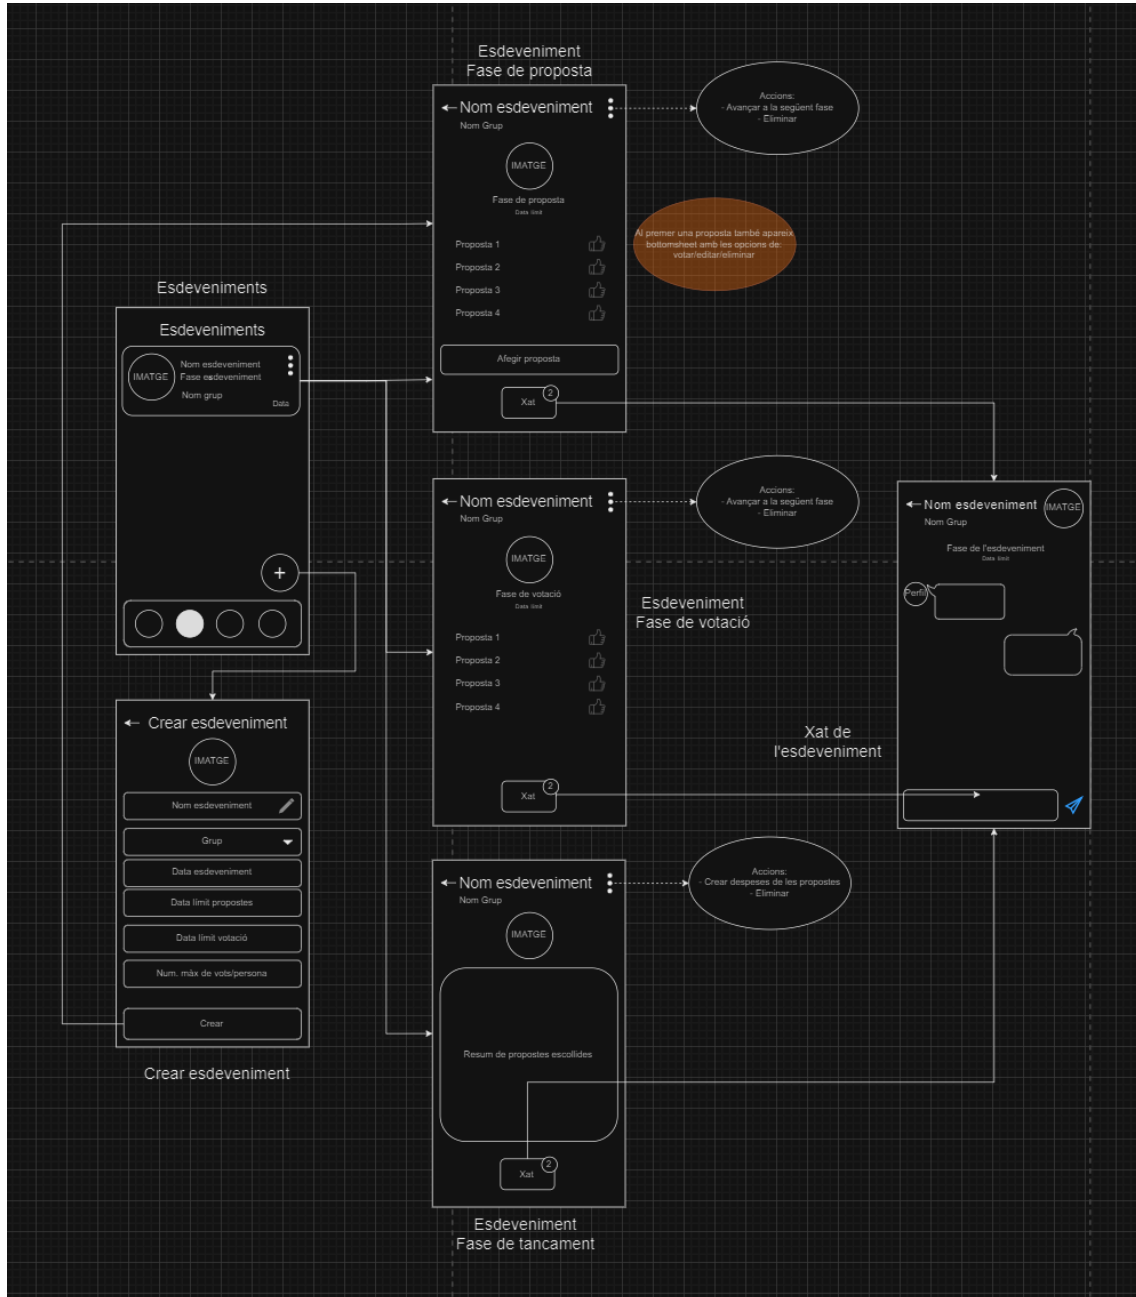 Esdeveniment
Fase de proposta
Nom esdeveniment
Nom Grup
IMATGE
Fase de proposta
Data límit
Proposta 1
Proposta 2
Proposta 3
Proposta 4
Afegir proposta
Xat
2
Accions:
- Avançar a la següent fase
- Eliminar
Al premer una proposta també apareix
bottomsheet amb les opcions de:
votar/editar/eliminar
Esdeveniments
Esdeveniments
IMATGE
Nom esdeveniment
Fase esdeveniment
Nom grup
Data
+
Crear esdeveniment
IMATGE
Nom esdeveniment
Grup
Data esdeveniment
Data límit propostes
Data límit votació
Num. màx de vots/persona
Crear
Crear esdeveniment
Nom esdeveniment
Nom Grup
IMATGE
Fase de votació
Data límit
Proposta 1
Proposta 2
Proposta 3
Proposta 4
Xat
2
Accions:
- Avançar a la següent fase
- Eliminar
Esdeveniment
Fase de votació
Nom esdeveniment
Nom Grup
IMATGE
Resum de propostes escollides
Xat
2
Esdeveniment
Fase de tancament
Accions:
- Crear despeses de les propostes
- Eliminar
Nom esdeveniment
Nom Grup
IMATGE
Fase de l'esdeveniment
Data límit
Perfil
Xat de
l'esdeveniment